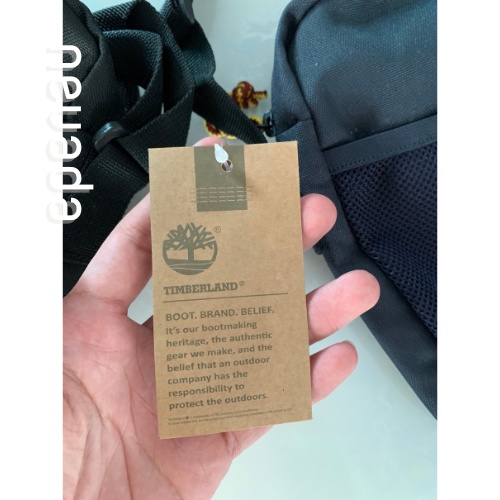 neuada
®
TIMBERLAND®
BOOT. BRAND. BELIEF.
It's our bootmaking
heritage, the authentic
gear we make, and the
belief that an outdoor
company has the
responsibility to
protect the outdoors.